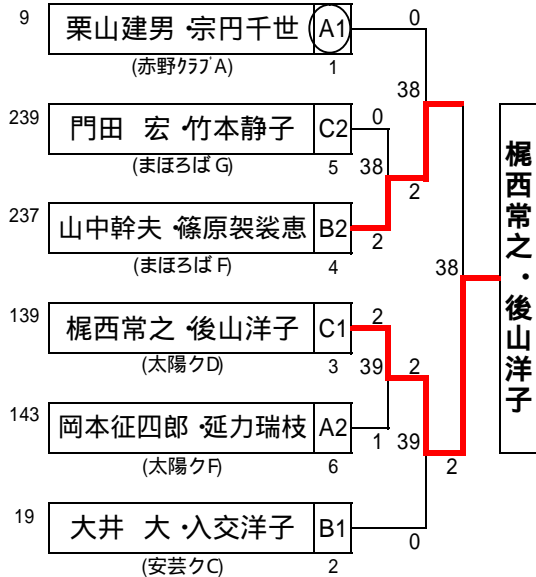 9 栗山建男・宗円千世 A1 0
(赤野クラブA) 1
38
239 門田 宏・竹本静子 C2 0
(まほろばG) 5 38 2
237 山中幹夫・篠原袈裟恵 B2 2
(まほろばF) 4
38
梶西常之・後山洋子
139 梶西常之・後山洋子 C1 2
(太陽クD) 3 39 2
143 岡本征四郎・延力瑞枝 A2 1 39 2
(太陽クF) 6
19 大井 大・入交洋子 B1 0
(安芸クC) 2